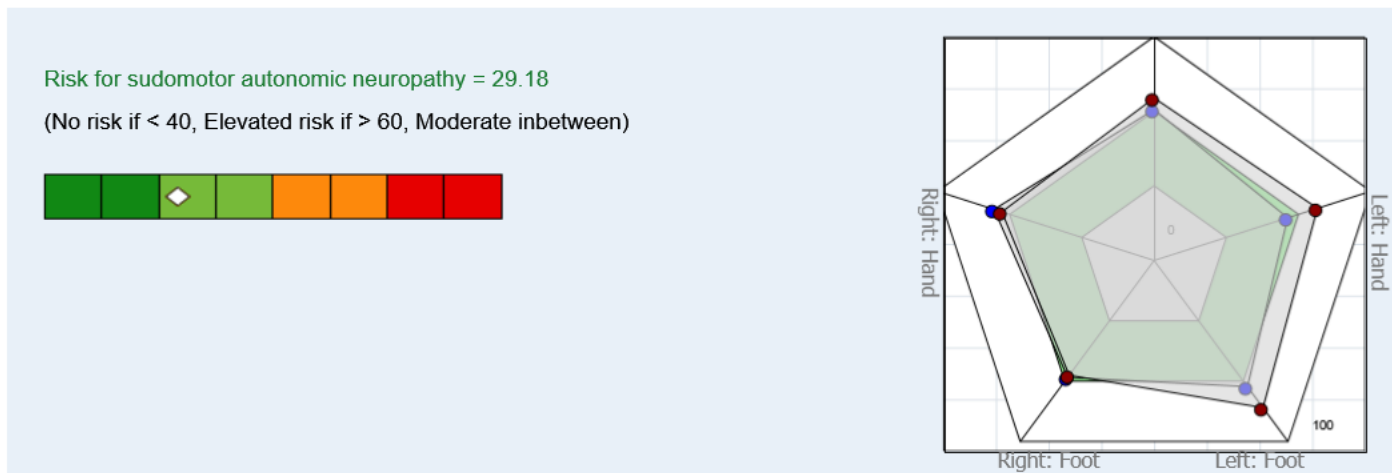 Risk for sudomotor autonomic neuropathy = 29.18
(No risk if < 40, Elevated risk if > 60, Moderate inbetween)
Right: Hand
0
Left: Hand
100
Right: Foot
Left: Foot